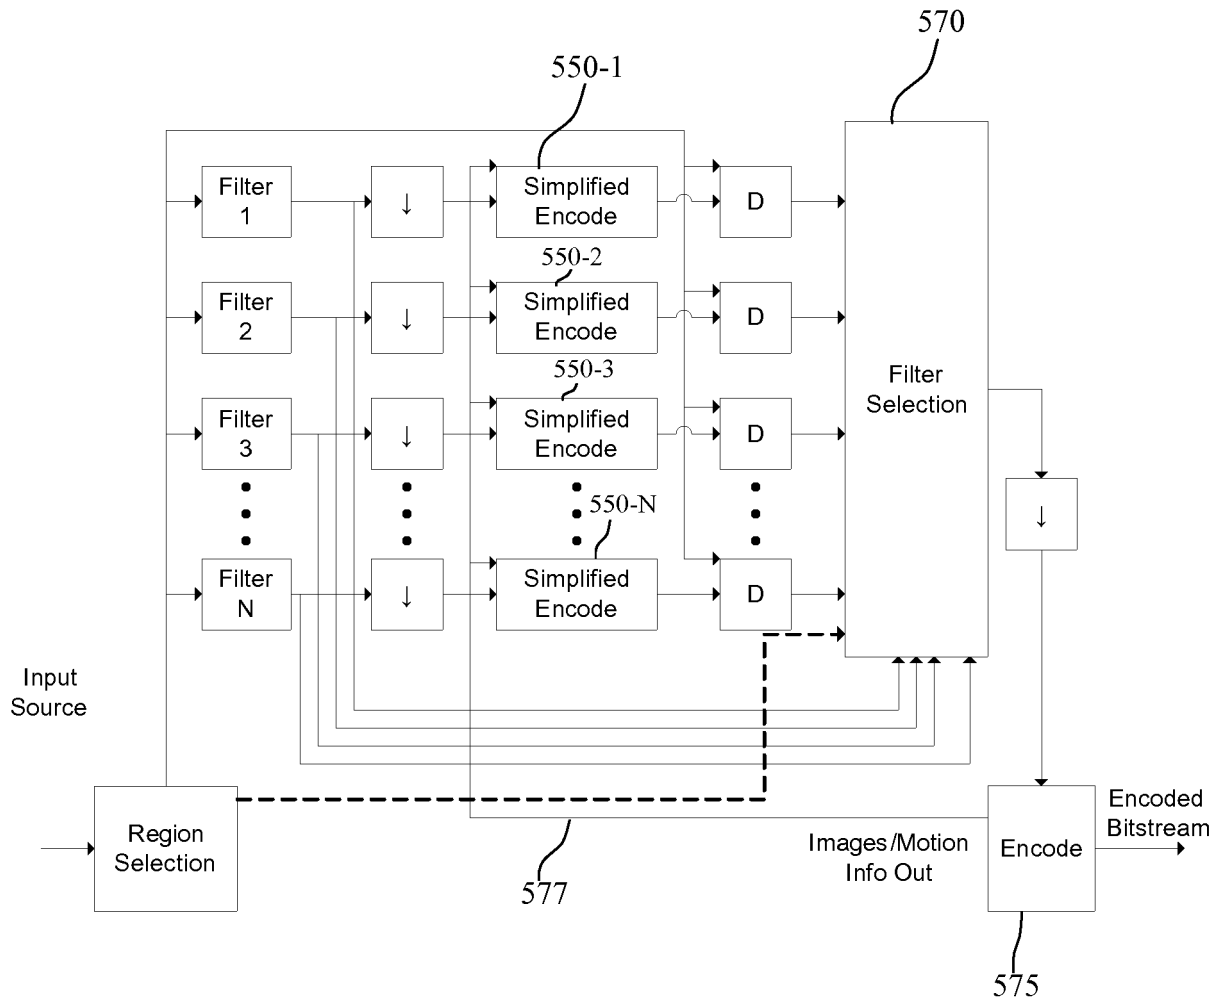 570
550-1
Filter
1
↓
Simplified
Encode
D
550-2
Filter
2
↓
Simplified
Encode
D
550-3
Filter
3
↓
Simplified
Encode
D
Filter
Selection
550-N
Filter
N
↓
Simplified
Encode
D
↓
Input
Source
Region
Selection
577
Images/Motion
Info Out
Encode
Encoded
Bitstream
575